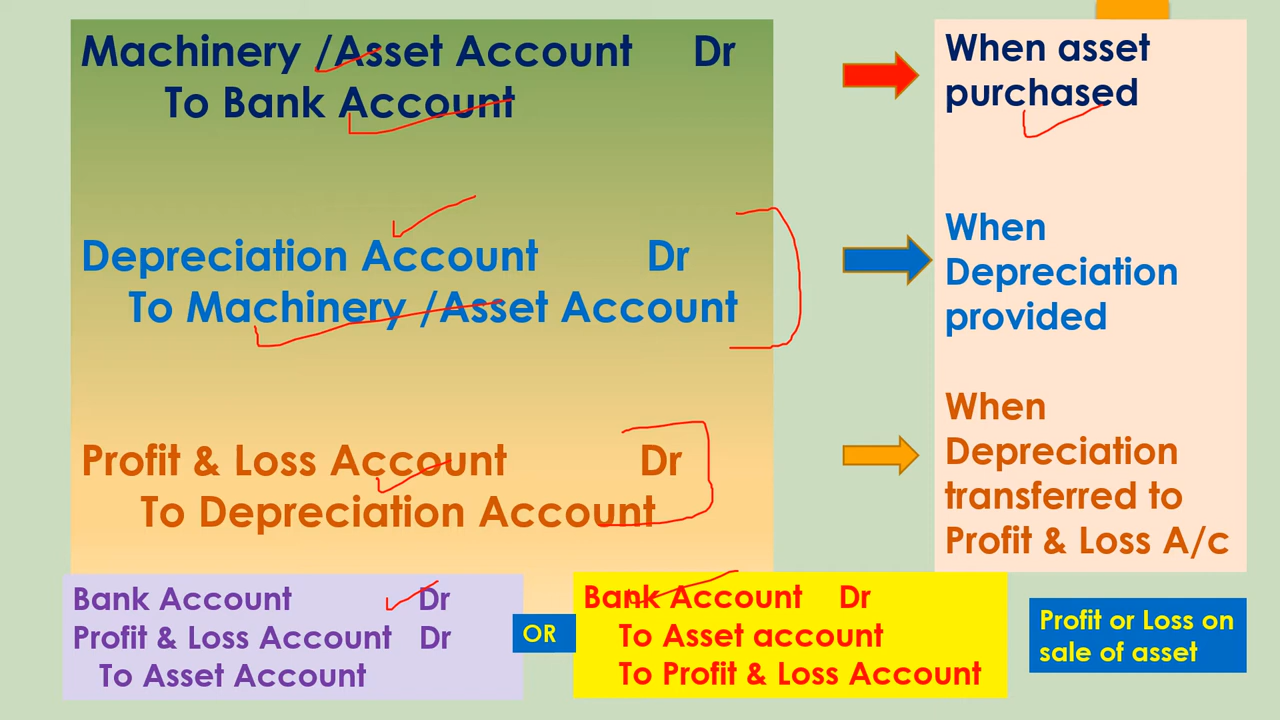 Machinery /Asset Account Dr
To Bank Account
When asset
purchased
Depreciation Account Dr
To Machinery /Asset Account
When
Depreciation
provided
Profit & Loss Account Dr
To Depreciation Account
When
Depreciation
transferred to
Profit & Loss A/c
Bank Account Dr
Profit & Loss Account Dr
To Asset Account
OR
Bank Account Dr
To Asset account
To Profit & Loss Account
Profit or Loss on
sale of asset